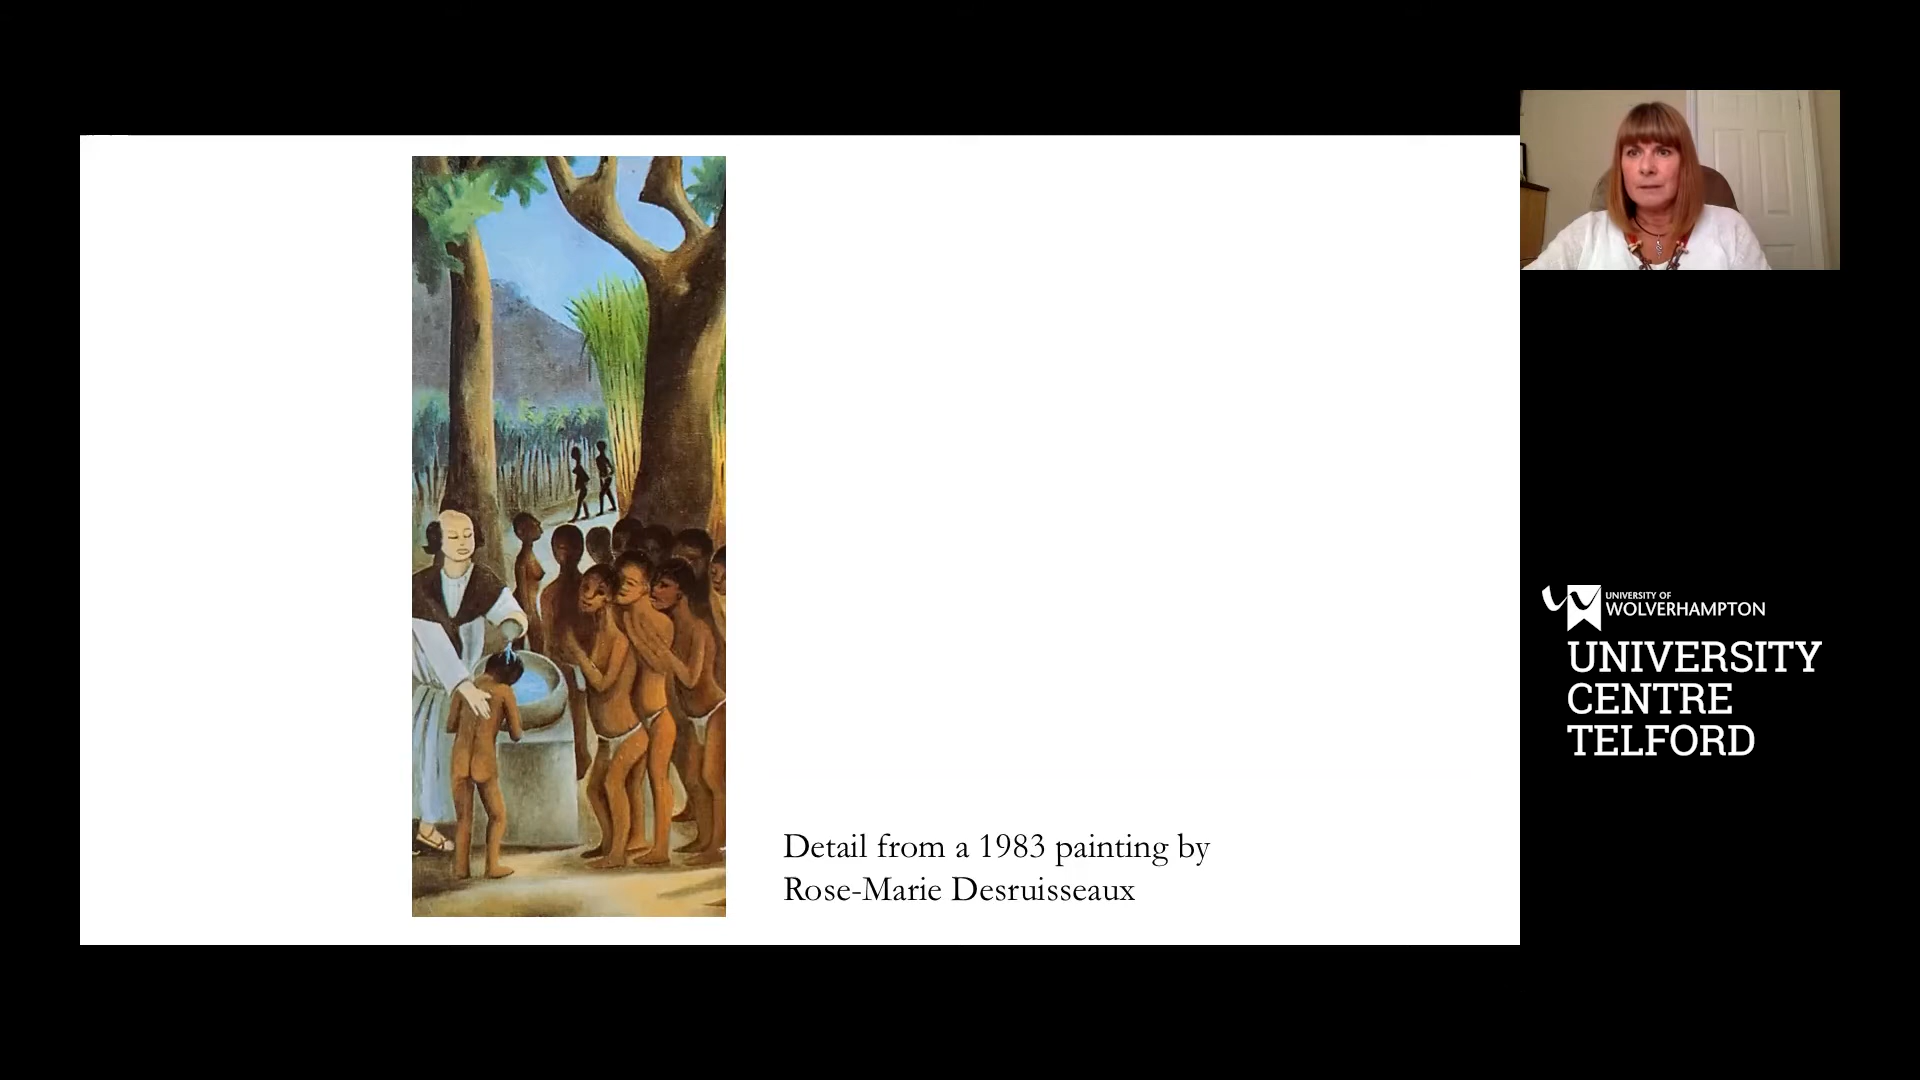 Detail from a 1983 painting by
Rose-Marie Desruisseaux
UNIVERSITY OF
WOLVERHAMPTON
UNIVERSITY
CENTRE
TELFORD